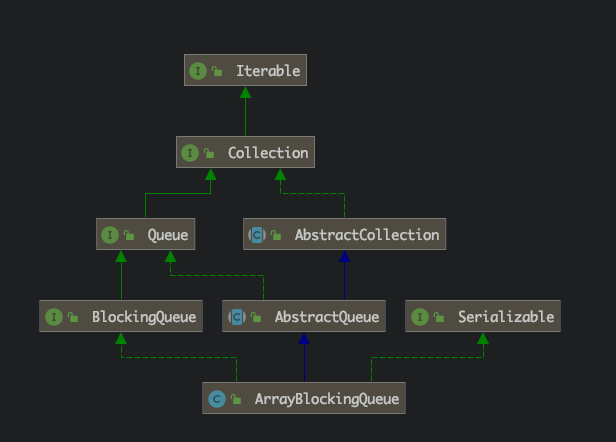 I Iterable
I Collection
I Queue
C AbstractCollection
I BlockingQueue
C AbstractQueue
I Serializable
C ArrayBlockingQueue